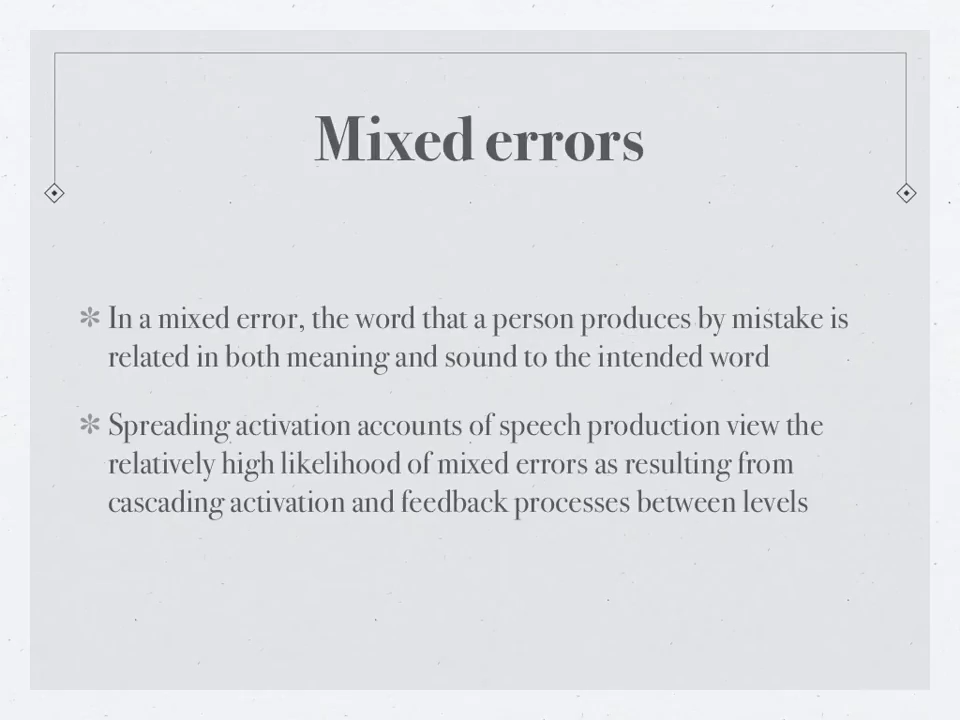 Mixed errors
In a mixed error, the word that a person produces by mistake is
related in both meaning and sound to the intended word
Spreading activation accounts of speech production view the
relatively high likelihood of mixed errors as resulting from
cascading activation and feedback processes between levels